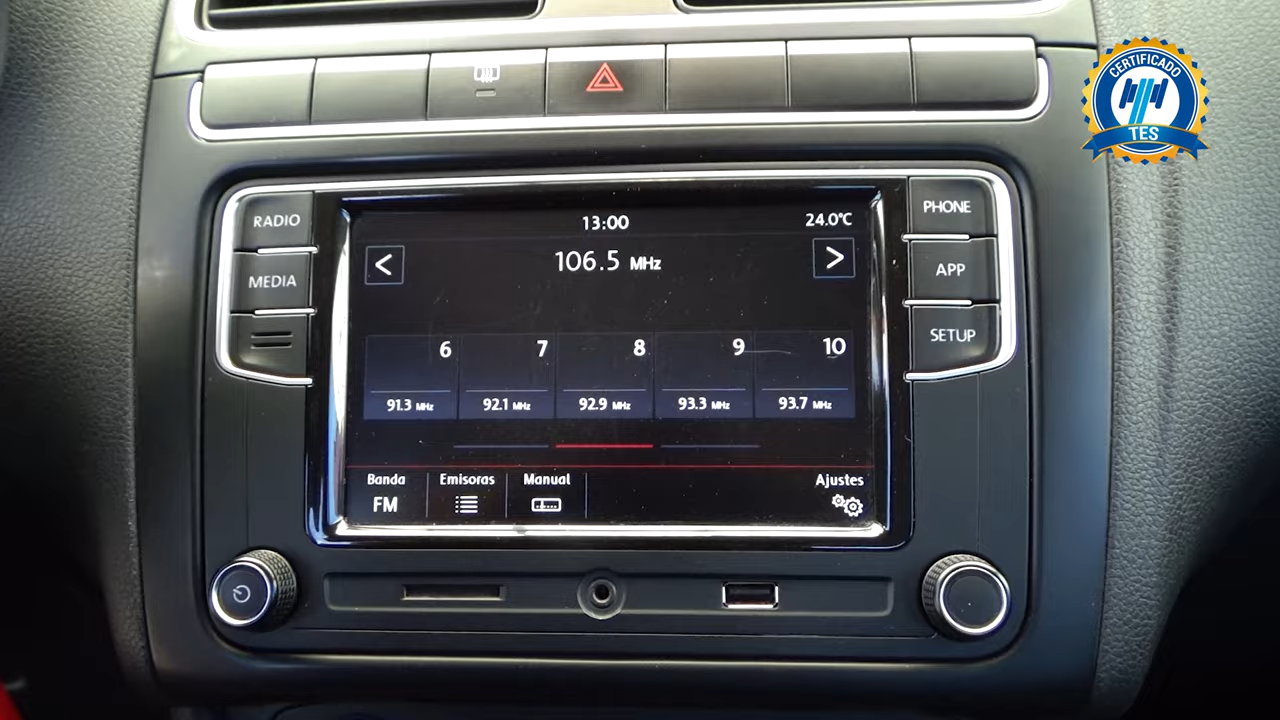 CERTIFICADO
TES
RADIO
MEDIA
PHONE
APP
SETUP
13:00
24.0°C
<
106.5 MHz
>
6
7
8
9
10
91.3 MHz
92.1 MHz
92.9 MHz
93.3 MHz
93.7 MHz
Banda
Emisoras
Manual
Ajustes
FM